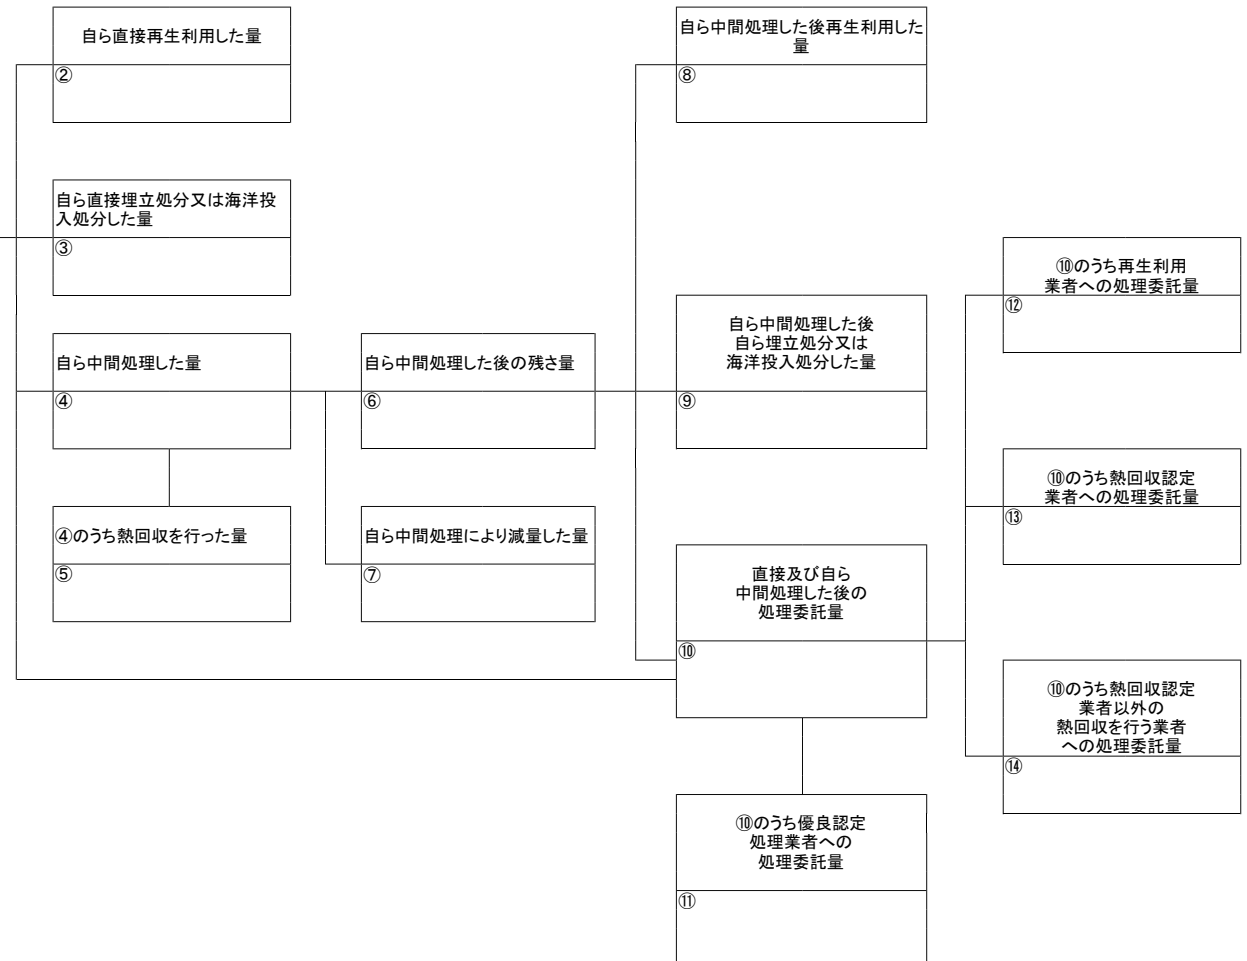 自ら直接再生利用した量
②
自ら直接埋立処分又は海洋投
入処分した量
③
自ら中間処理した量
④
④のうち熱回収を行った量
⑤
自ら中間処理した後の残さ量
⑥
自ら中間処理により減量した量
⑦
自ら中間処理した後再生利用した
量
⑧
自ら中間処理した後
自ら埋立処分又は
海洋投入処分した量
⑨
直接及び自ら
中間処理した後の
処理委託量
⑩
⑩のうち優良認定
処理業者への
処理委託量
⑪
⑩のうち再生利用
業者への処理委託量
⑫
⑩のうち熱回収認定
業者への処理委託量
⑬
⑩のうち熱回収認定
業者以外の
熱回収を行う業者
への処理委託量
⑭